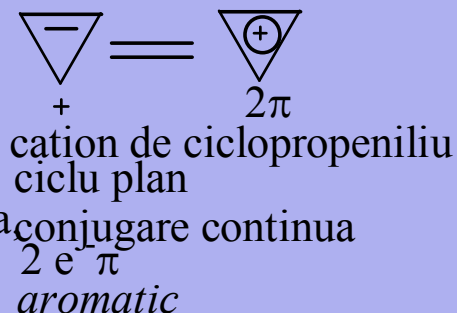 +
+
2π
cation de ciclopropeniliu
ciclu plan
a, conjugare continua
2 e⁻π
aromatic